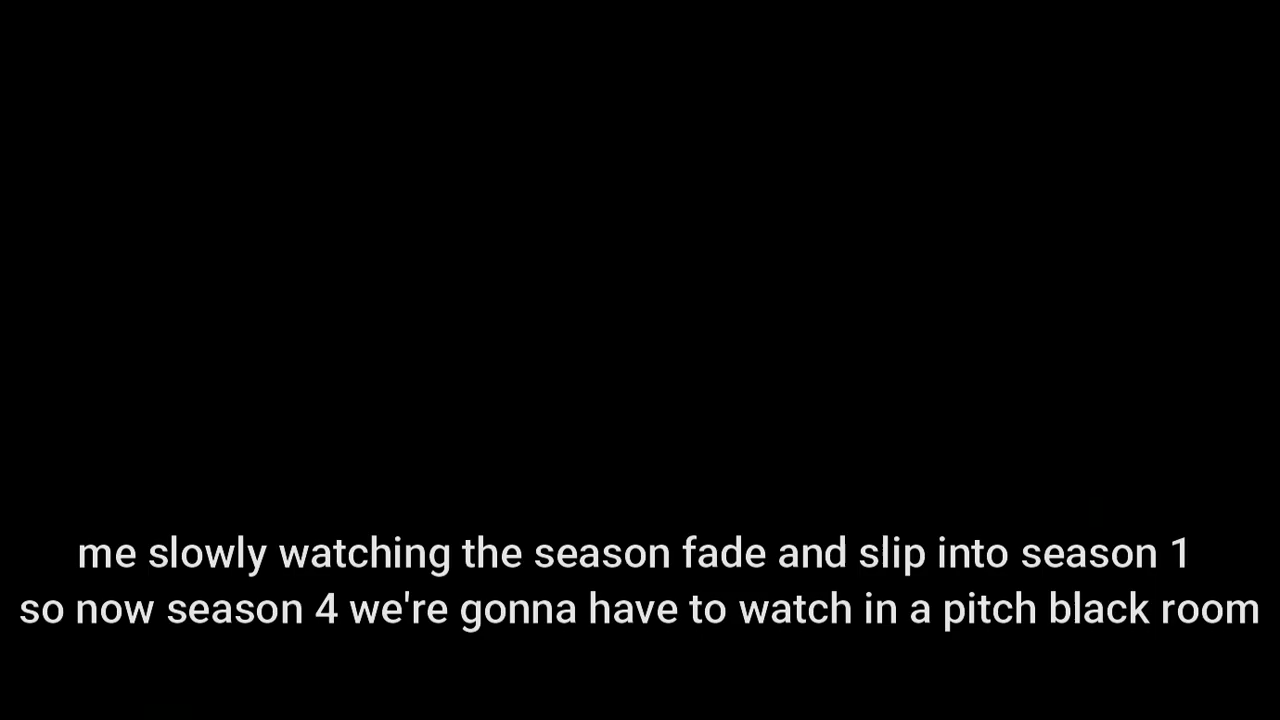 me slowly watching the season fade and slip into season 1
so now season 4 we're gonna have to watch in a pitch black room